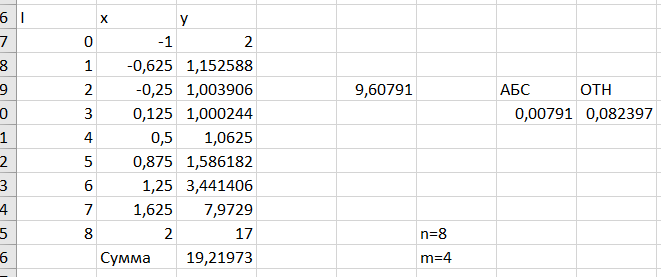 6 I x y
7 0 -1 2
8 1 -0,625 1,152588
9 2 -0,25 1,003906 9,60791 АБС ОТН
0 3 0,125 1,000244 0,00791 0,082397
1 4 0,5 1,0625
2 5 0,875 1,586182
3 6 1,25 3,441406
4 7 1,625 7,9729
5 8 2 17 n=8
6 Сумма 19,21973 m=4